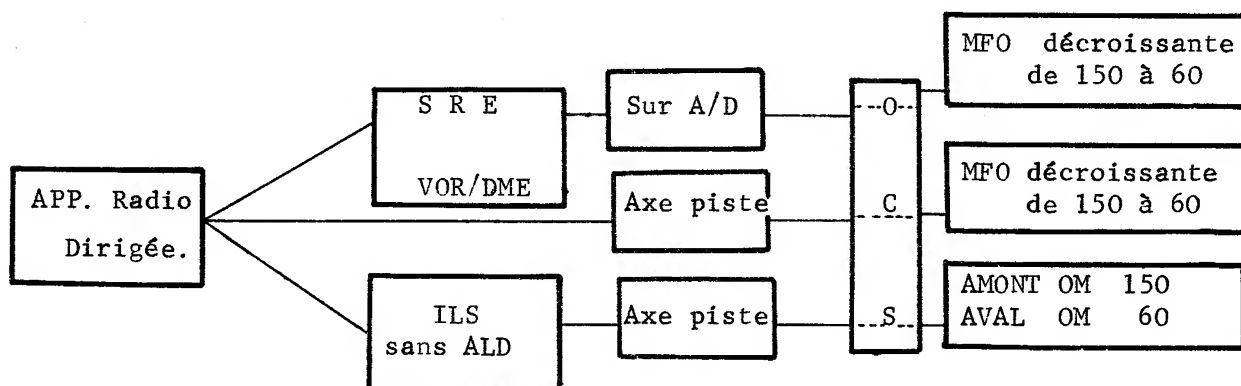 APP. Radio
Dirigée.
S R E
VOR/DME
ILS
sans ALD
Sur A/D
Axe piste
Axe piste
O
C
S
MFO décroissante
de 150 à 60
MFO décroissante
de 150 à 60
AMONT OM 150
AVAL OM 60